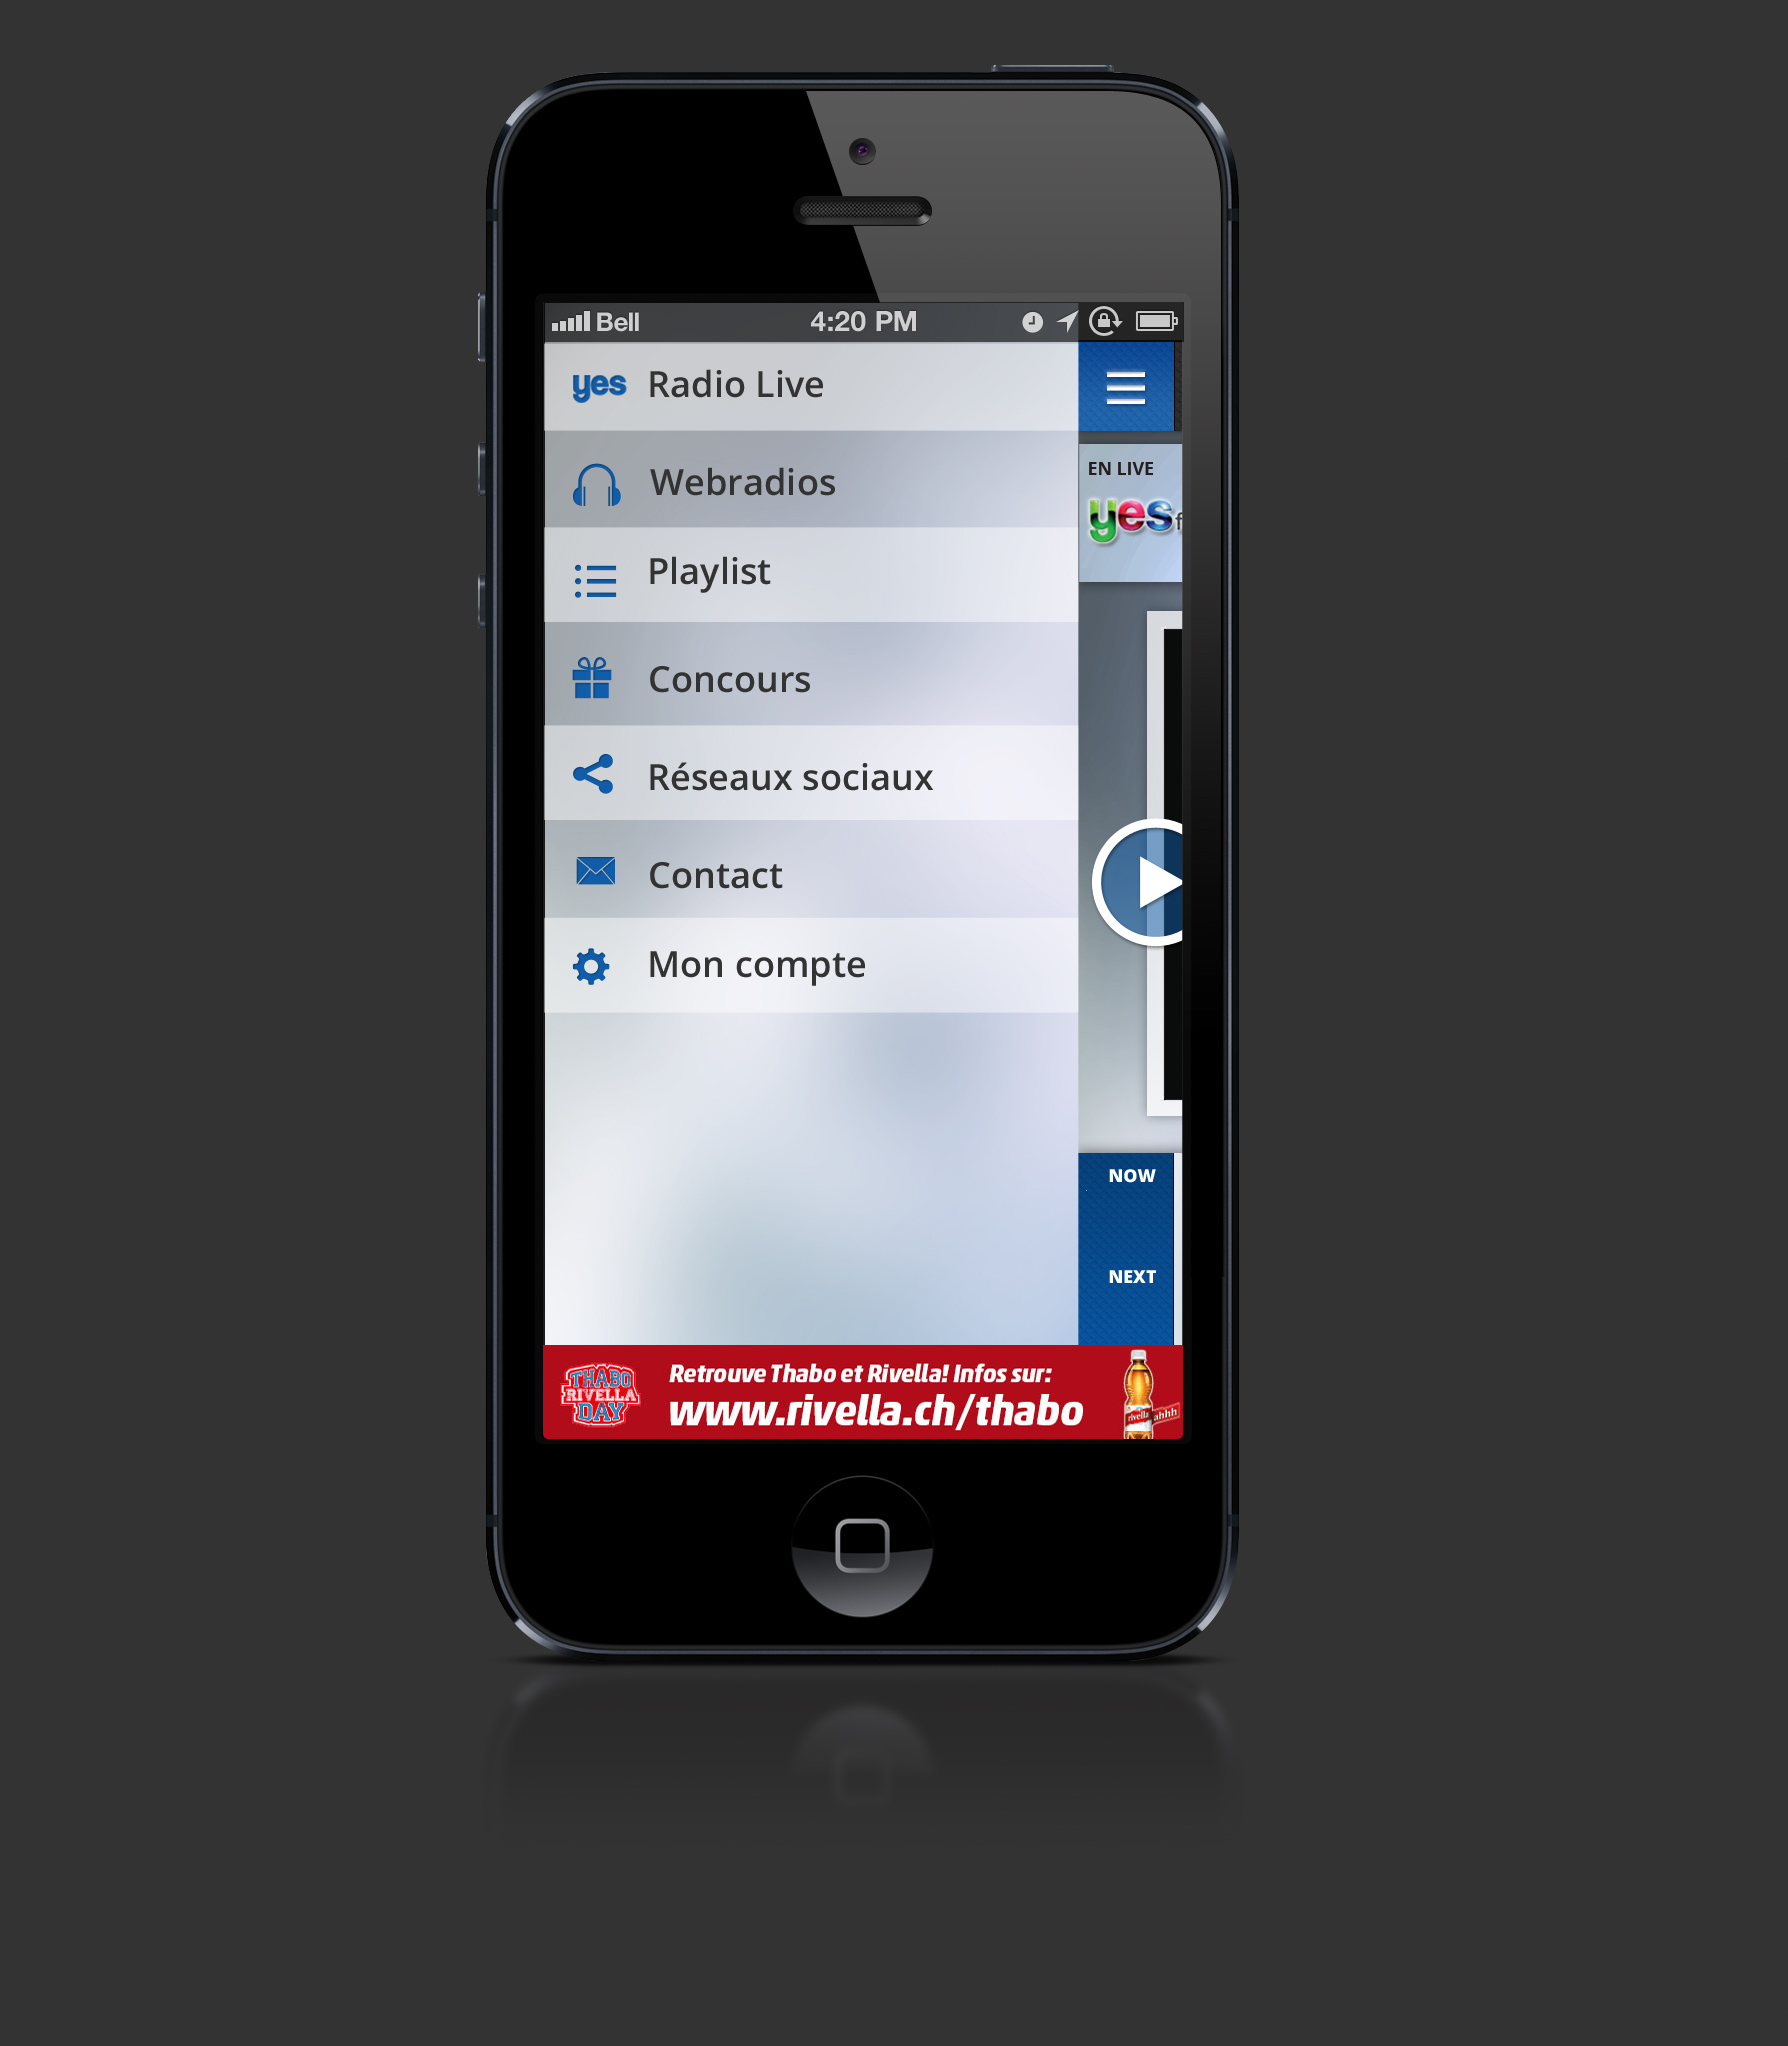 Bell
4:20 PM
yes Radio Live
Webradios
Playlist
Concours
Réseaux sociaux
Contact
Mon compte
EN LIVE
yes
NOW
NEXT
THABO
RIVELLA
DAY
Retrouve Thabo et Rivella! Infos sur:
www.rivella.ch/thabo
rivella
ahhh